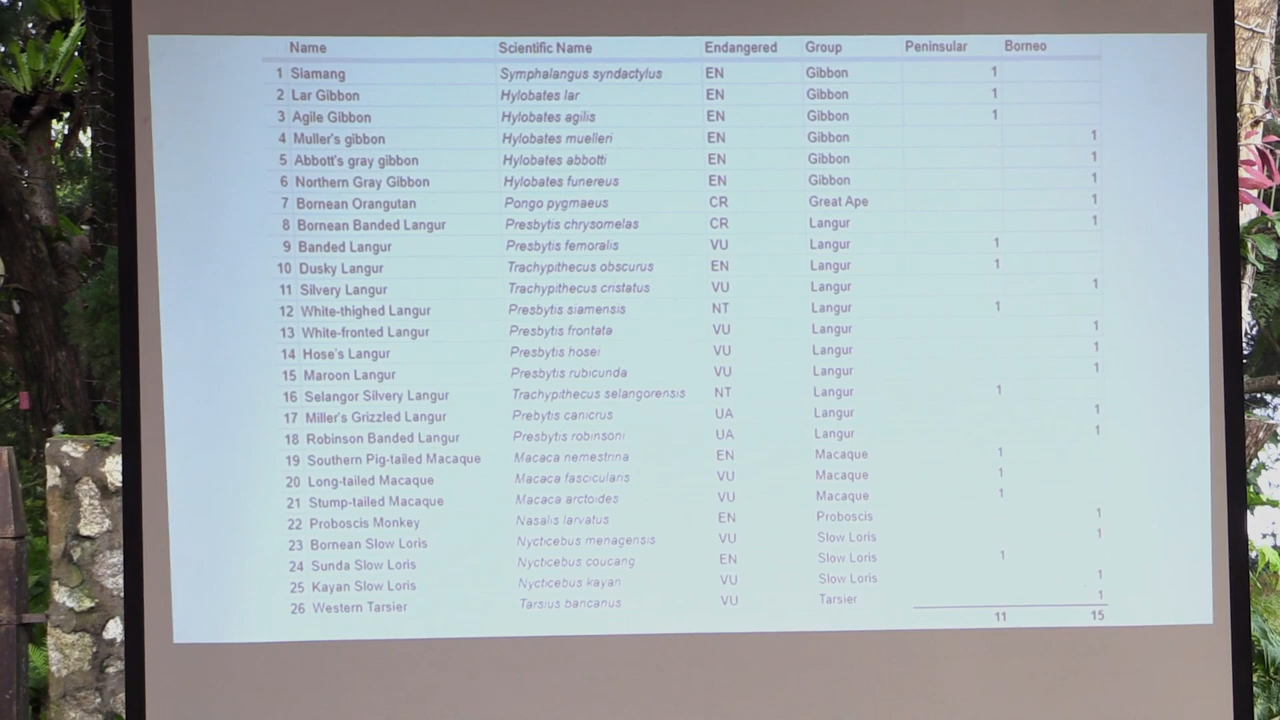 Name Scientific Name Endangered Group Peninsular Borneo
1 Siamang Symphalangus syndactylus EN Gibbon 1
2 Lar Gibbon Hylobates lar EN Gibbon 1
3 Agile Gibbon Hylobates agilis EN Gibbon 1
4 Muller's gibbon Hylobates muelleri EN Gibbon 1
5 Abbott's gray gibbon Hylobates abbotti EN Gibbon 1
6 Northern Gray Gibbon Hylobates funereus EN Gibbon 1
7 Bornean Orangutan Pongo pygmaeus CR Great Ape 1
8 Bornean Banded Langur Presbytis chrysomelas CR Langur 1
9 Banded Langur Presbytis femoralis VU Langur 1
10 Dusky Langur Trachypithecus obscurus EN Langur 1
11 Silvery Langur Trachypithecus cristatus VU Langur 1
12 White-thighed Langur Presbytis siamensis NT Langur 1
13 White-fronted Langur Presbytis frontata VU Langur 1
14 Hose's Langur Presbytis hosei VU Langur 1
15 Maroon Langur Presbytis rubicunda VU Langur 1
16 Selangor Silvery Langur Trachypithecus selangorensis NT Langur 1
17 Miller's Grizzled Langur Prebytis canicrus UA Langur 1
18 Robinson Banded Langur Presbytis robinsoni UA Langur 1
19 Southern Pig-tailed Macaque Macaca nemestrina EN Macaque 1
20 Long-tailed Macaque Macaca fascicularis VU Macaque 1
21 Stump-tailed Macaque Macaca arctoides VU Macaque 1
22 Proboscis Monkey Nasalis larvatus EN Proboscis 1
23 Bornean Slow Loris Nycticebus menagensis VU Slow Loris 1
24 Sunda Slow Loris Nycticebus coucang EN Slow Loris 1
25 Kayan Slow Loris Nycticebus kayan VU Slow Loris 1
26 Western Tarsier Tarsius bancanus VU Tarsier 1
11 15